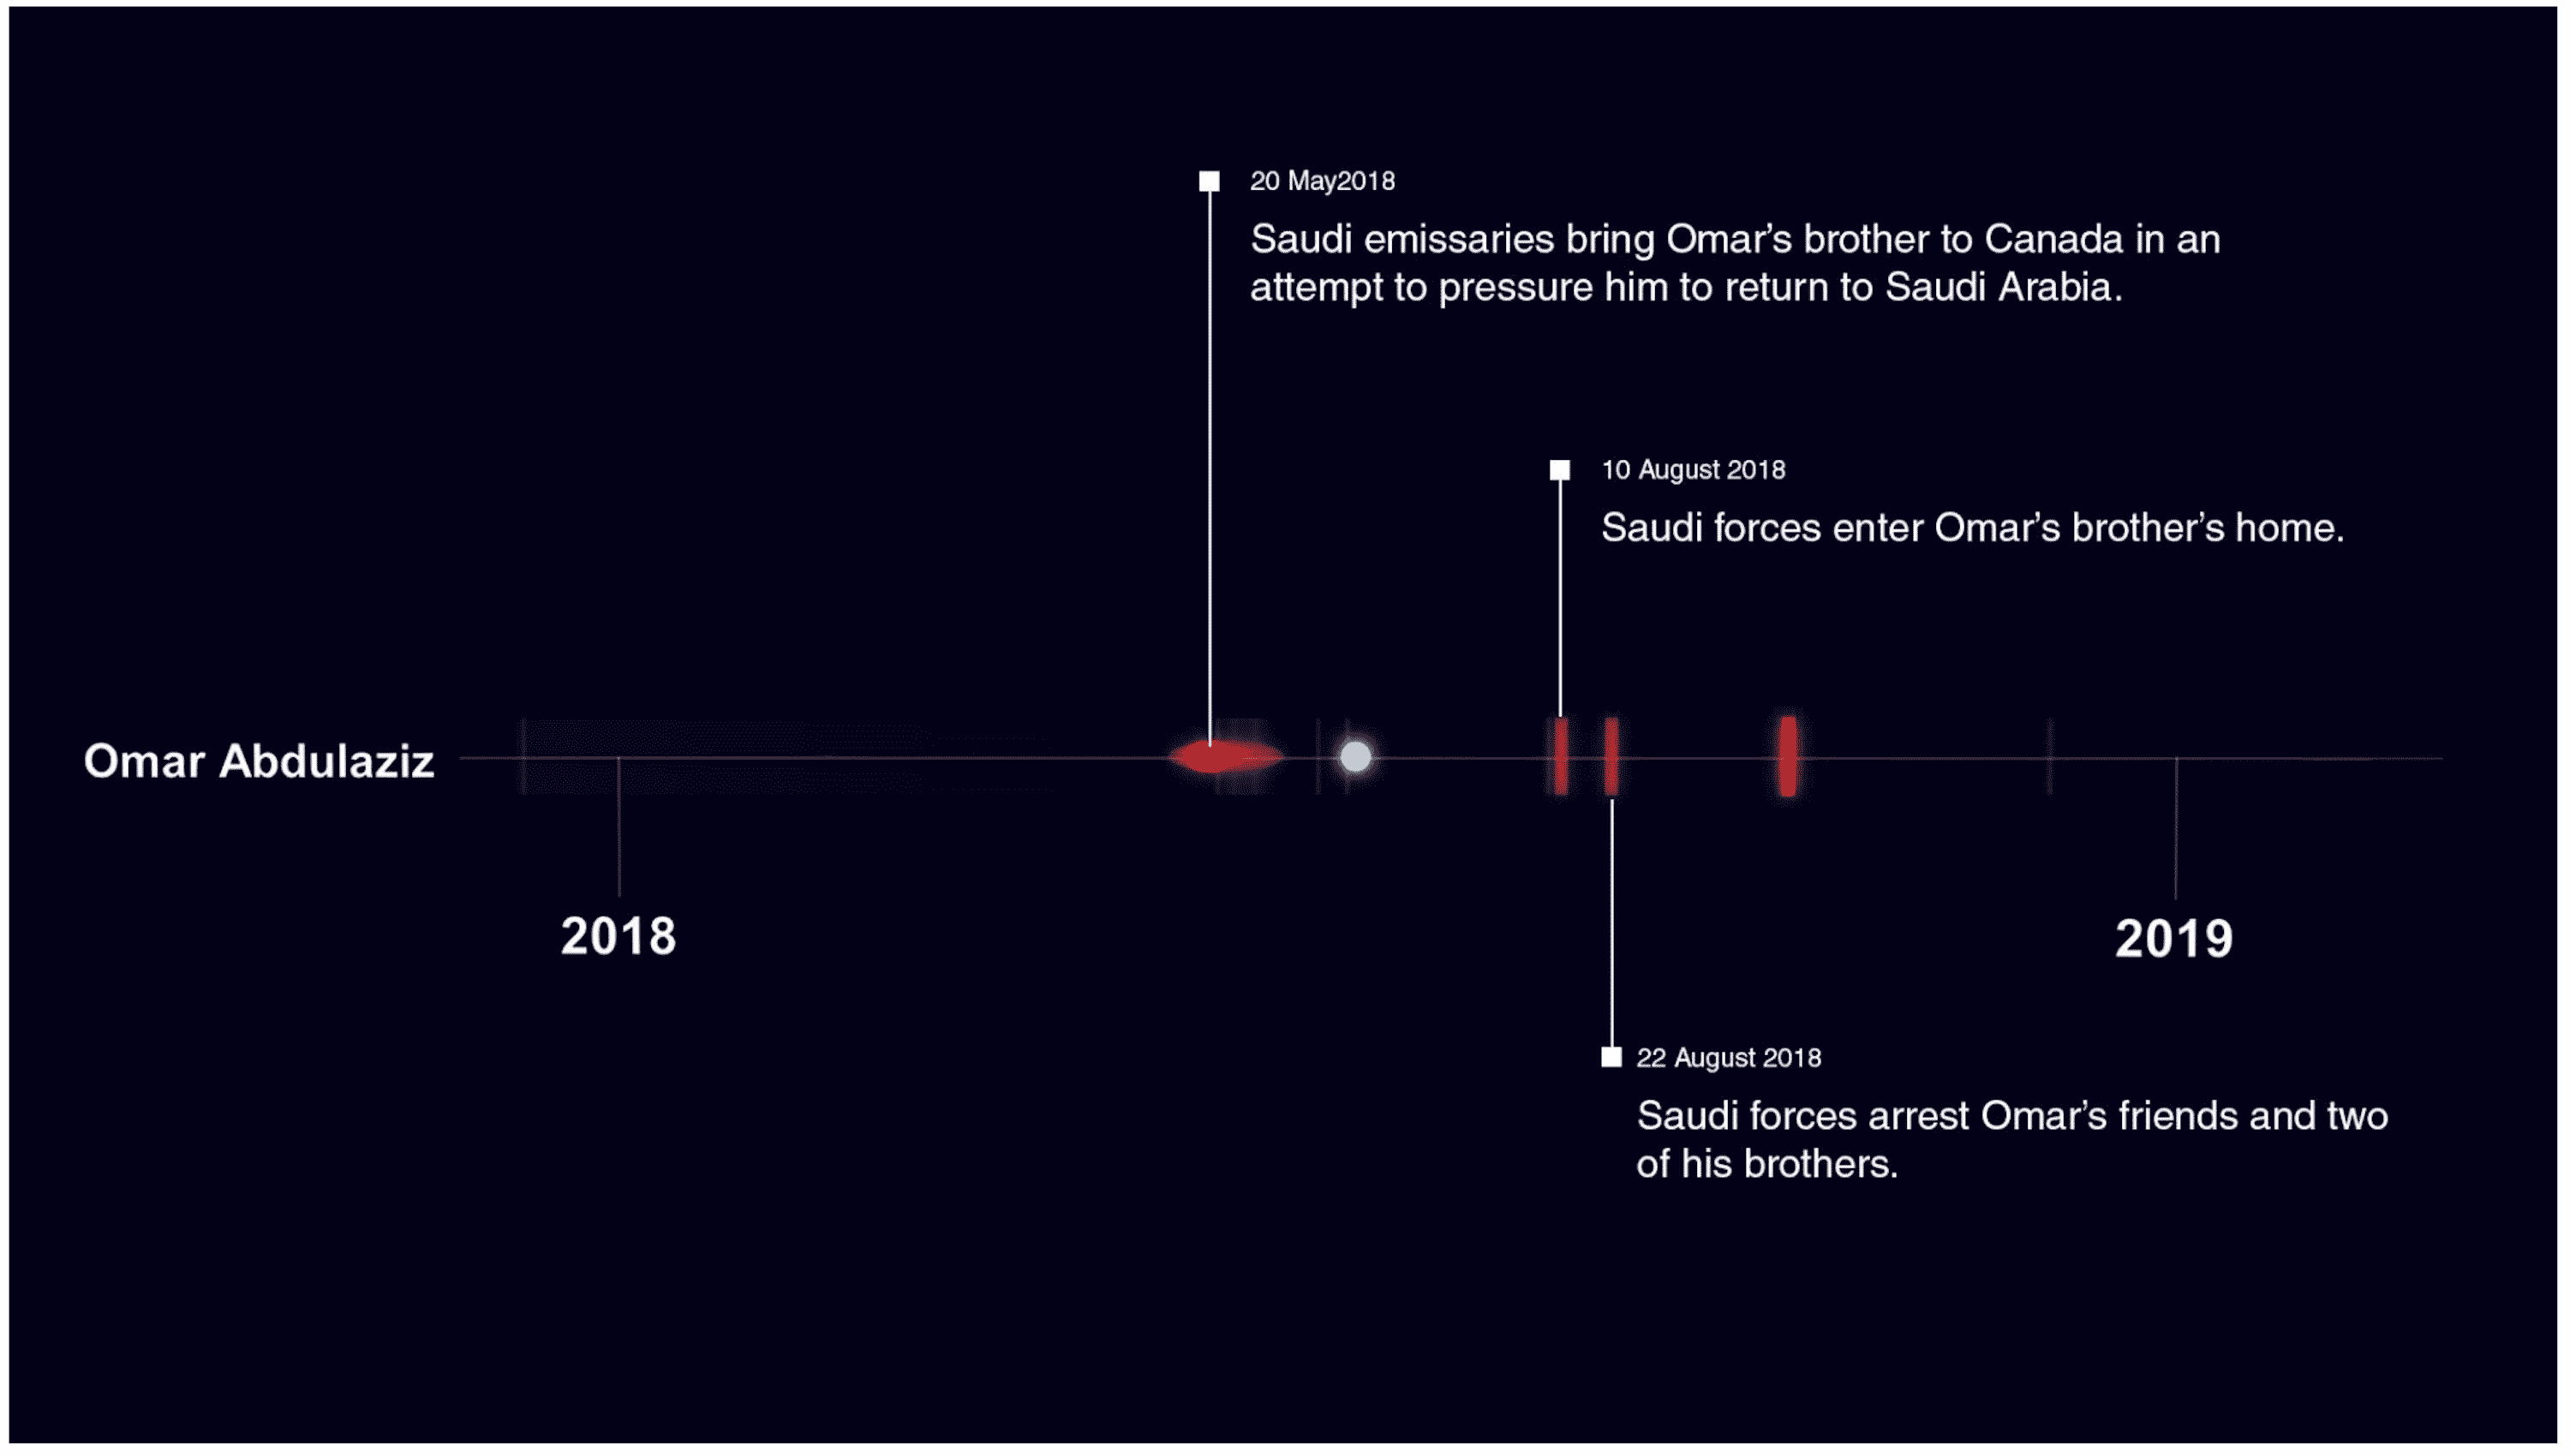 20 May2018
Saudi emissaries bring Omar’s brother to Canada in an
attempt to pressure him to return to Saudi Arabia.
10 August 2018
Saudi forces enter Omar’s brother’s home.
Omar Abdulaziz
2018
2019
22 August 2018
Saudi forces arrest Omar’s friends and two
of his brothers.